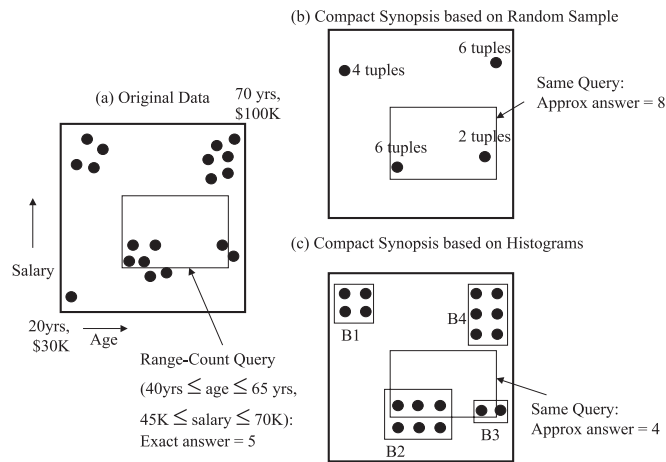 (b) Compact Synopsis based on Random Sample
6 tuples
4 tuples
Same Query:
Approx answer = 8
2 tuples
6 tuples
(a) Original Data
70 yrs,
$100K
Salary
20yrs,
$30K
Age
Range-Count Query
(40yrs ≤ age ≤ 65 yrs,
45K ≤ salary ≤ 70K):
Exact answer = 5
(c) Compact Synopsis based on Histograms
B1
B4
B2
B3
Same Query:
Approx answer = 4